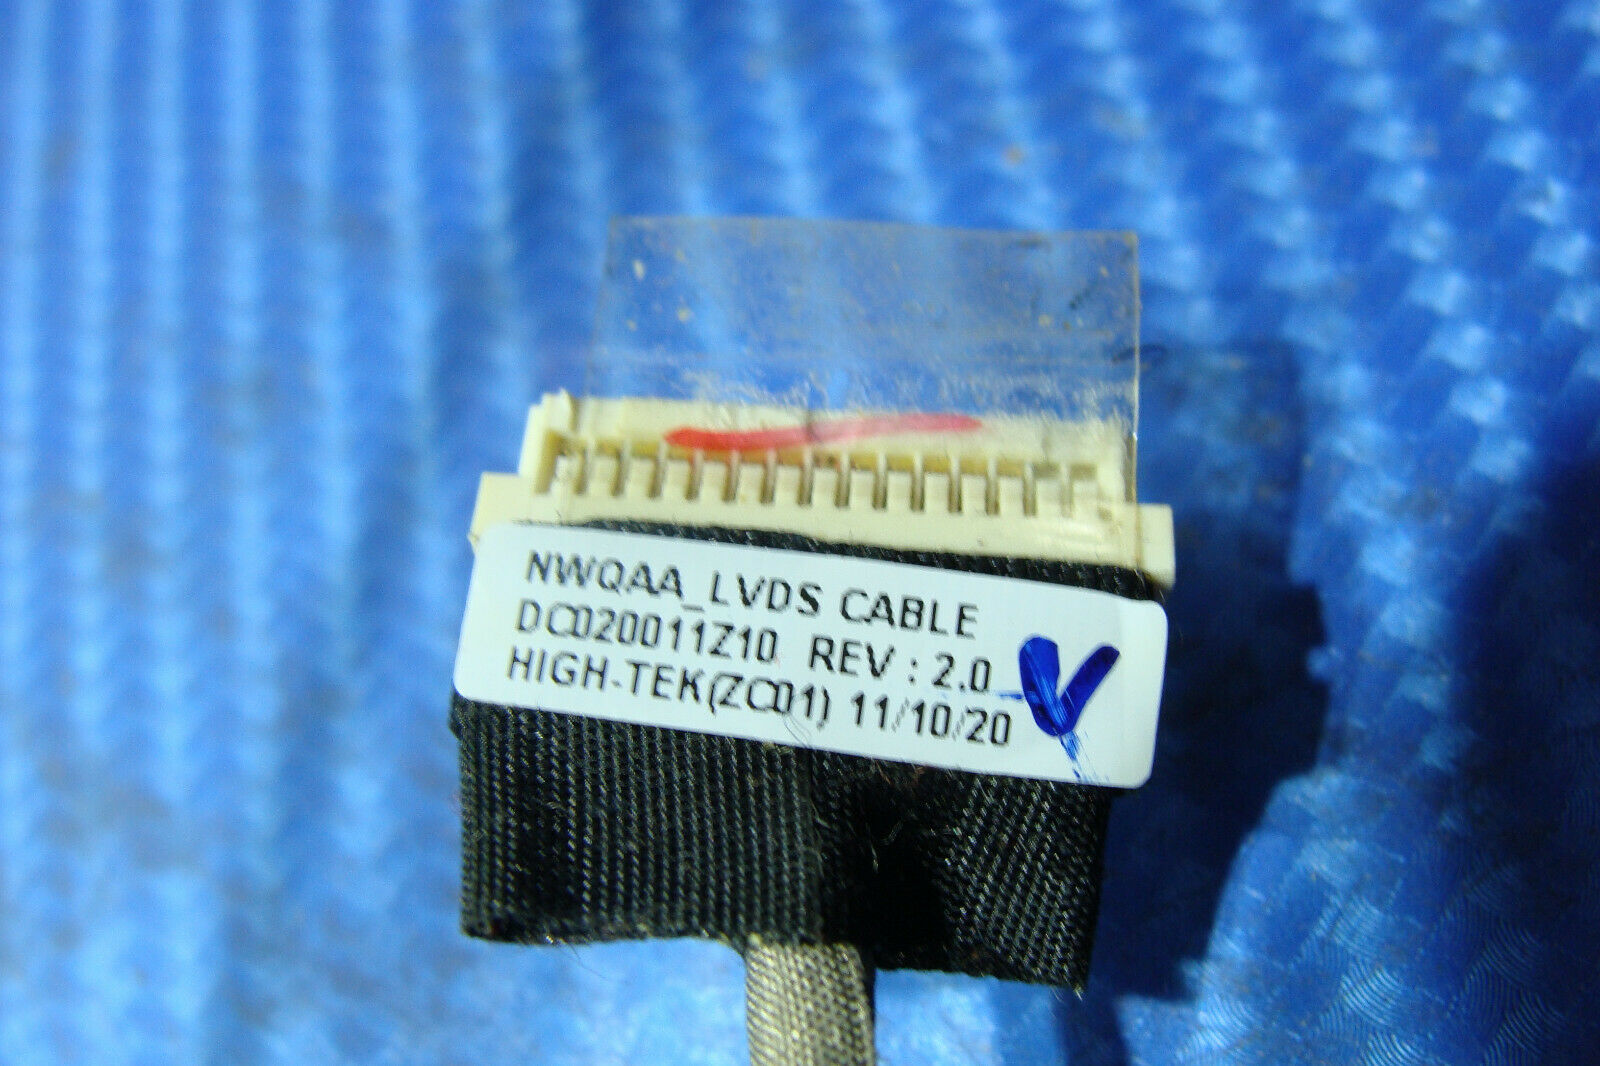 NWQAA_LVDS CABLE
DC020011Z10 REV : 2.0
HIGH-TEK(ZC01) 11/10/20